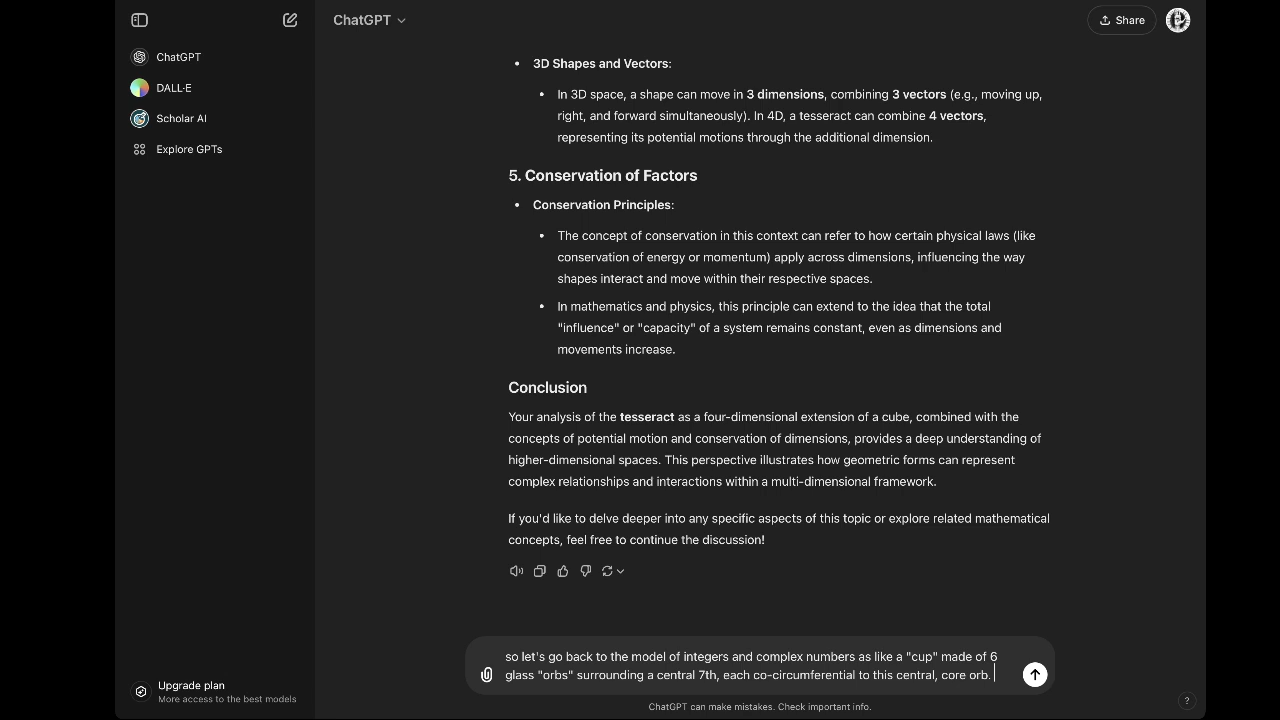 ChatGPT
DALL·E
Scholar AI
Explore GPTs
Upgrade plan
More access to the best models
ChatGPT
Share
• 3D Shapes and Vectors:
• In 3D space, a shape can move in 3 dimensions, combining 3 vectors (e.g., moving up,
right, and forward simultaneously). In 4D, a tesseract can combine 4 vectors,
representing its potential motions through the additional dimension.
5. Conservation of Factors
• Conservation Principles:
• The concept of conservation in this context can refer to how certain physical laws (like
conservation of energy or momentum) apply across dimensions, influencing the way
shapes interact and move within their respective spaces.
• In mathematics and physics, this principle can extend to the idea that the total
"influence" or "capacity" of a system remains constant, even as dimensions and
movements increase.
Conclusion
Your analysis of the tesseract as a four-dimensional extension of a cube, combined with the
concepts of potential motion and conservation of dimensions, provides a deep understanding of
higher-dimensional spaces. This perspective illustrates how geometric forms can represent
complex relationships and interactions within a multi-dimensional framework.
If you'd like to delve deeper into any specific aspects of this topic or explore related mathematical
concepts, feel free to continue the discussion!
so let's go back to the model of integers and complex numbers as like a "cup" made of 6
glass "orbs" surrounding a central 7th, each co-circumferential to this central, core orb.
ChatGPT can make mistakes. Check important info.
?